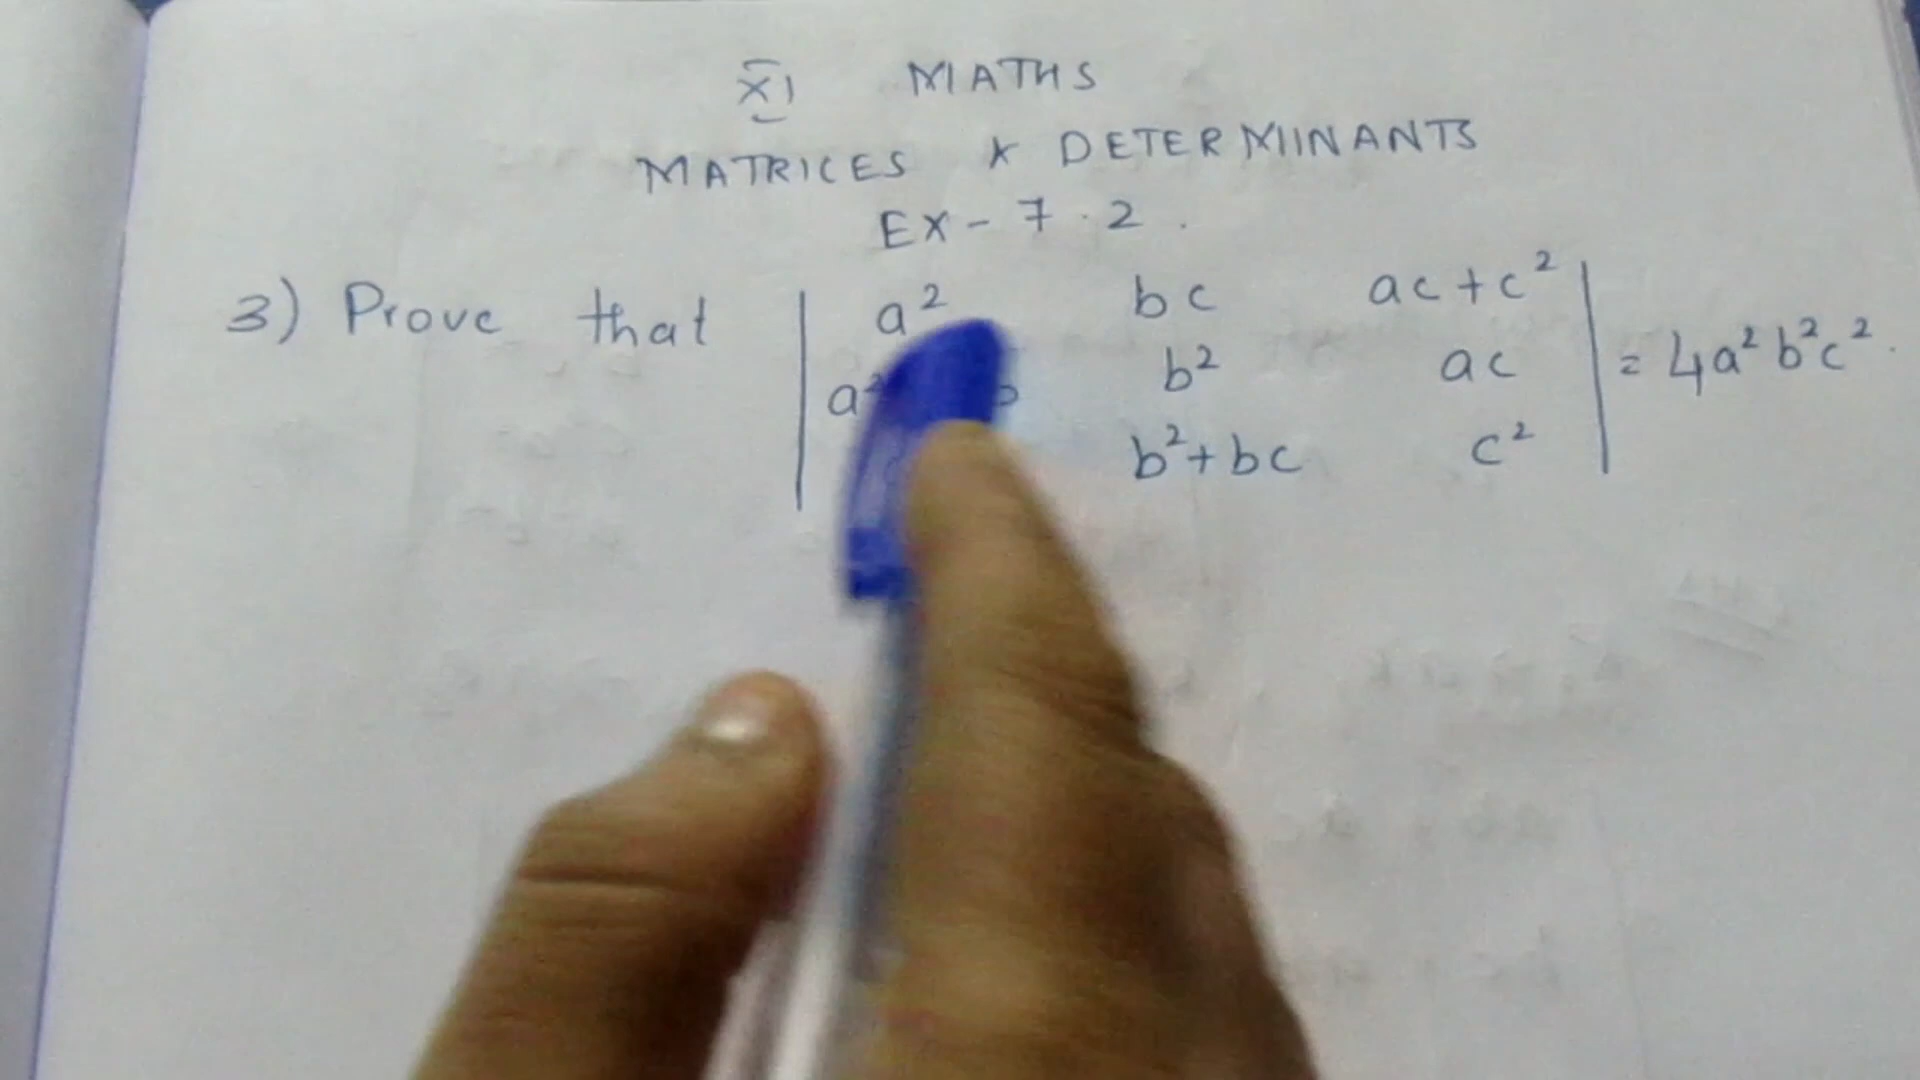 XI MATHS
MATRICES & DETERMINANTS
EX - 7.2.
3) Prove that | a² bc ac+c² |
a² b b² ac = 4a²b²c².
b²+bc c²